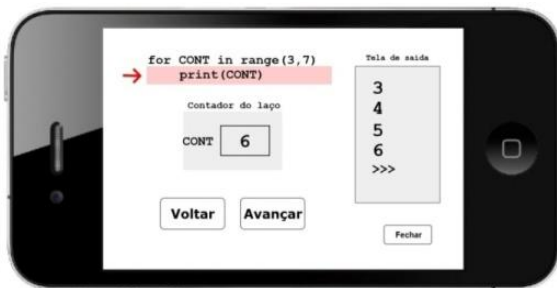 for CONT in range(3,7)
print(CONT)
Contador do laço
CONT 6
Voltar
Avançar
Tela de saida
3
4
5
6
>>>
Fechar